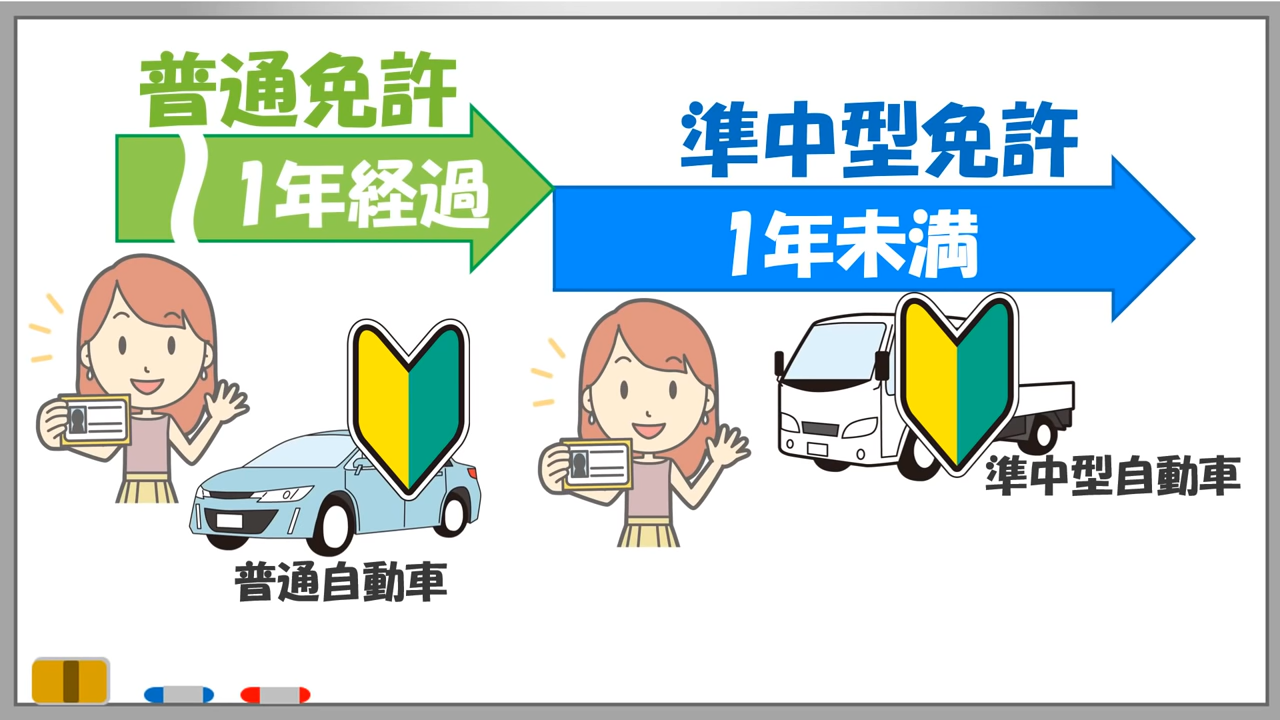 普通免許
1年経過
準中型免許
1年未満
普通自動車
準中型自動車